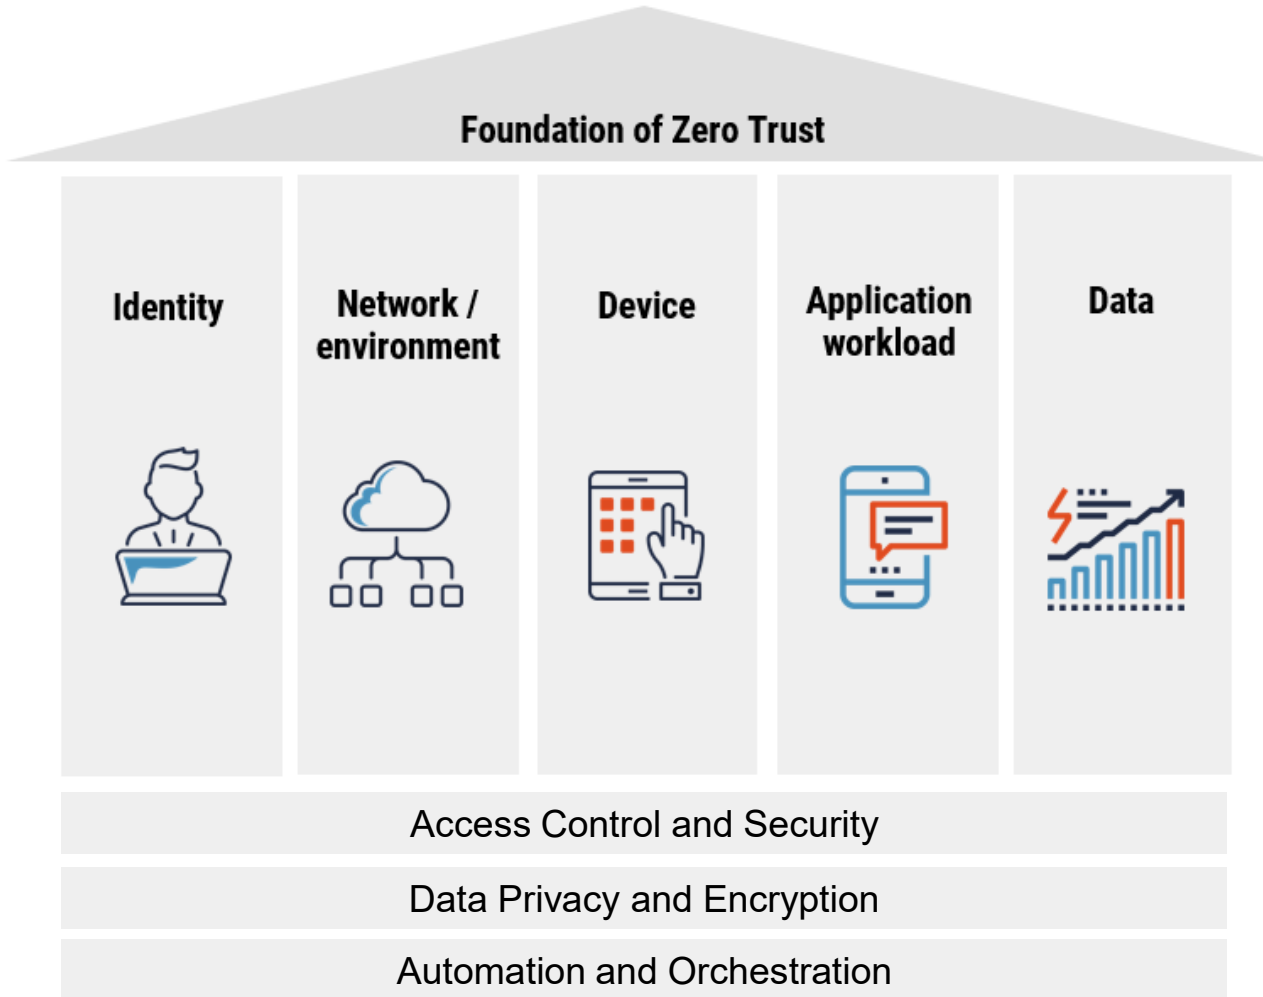 Foundation of Zero Trust
Identity
Network /
environment
Device
Application
workload
Data
Access Control and Security
Data Privacy and Encryption
Automation and Orchestration